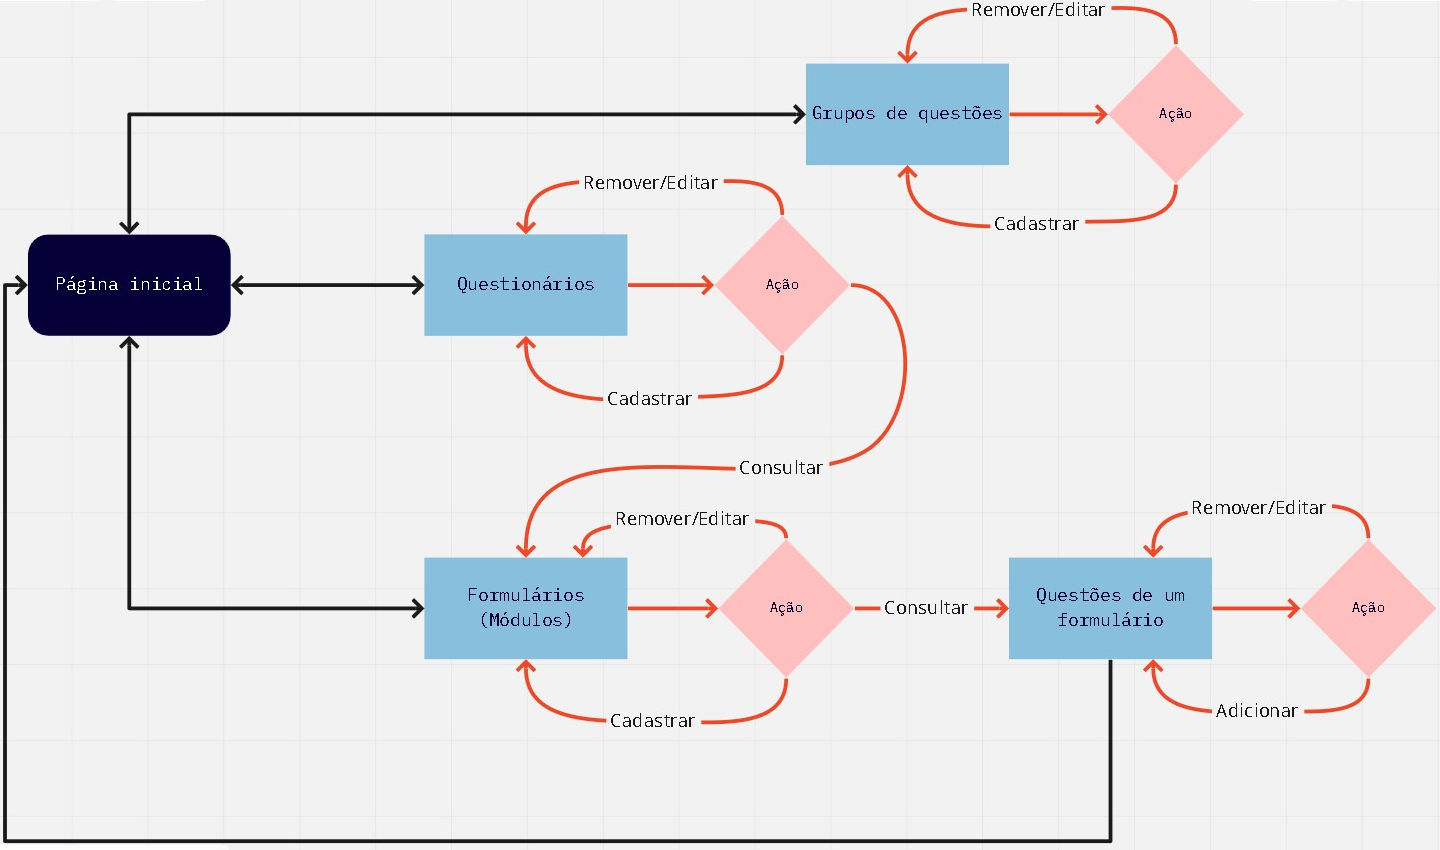 Remover/Editar
Grupos de questões
Ação
Cadastrar
Remover/Editar
Página inicial
Questionários
Ação
Cadastrar
Consultar
Remover/Editar
Formulários
(Módulos)
Ação
Cadastrar
Consultar
Remover/Editar
Questões de um
formulário
Ação
Adicionar